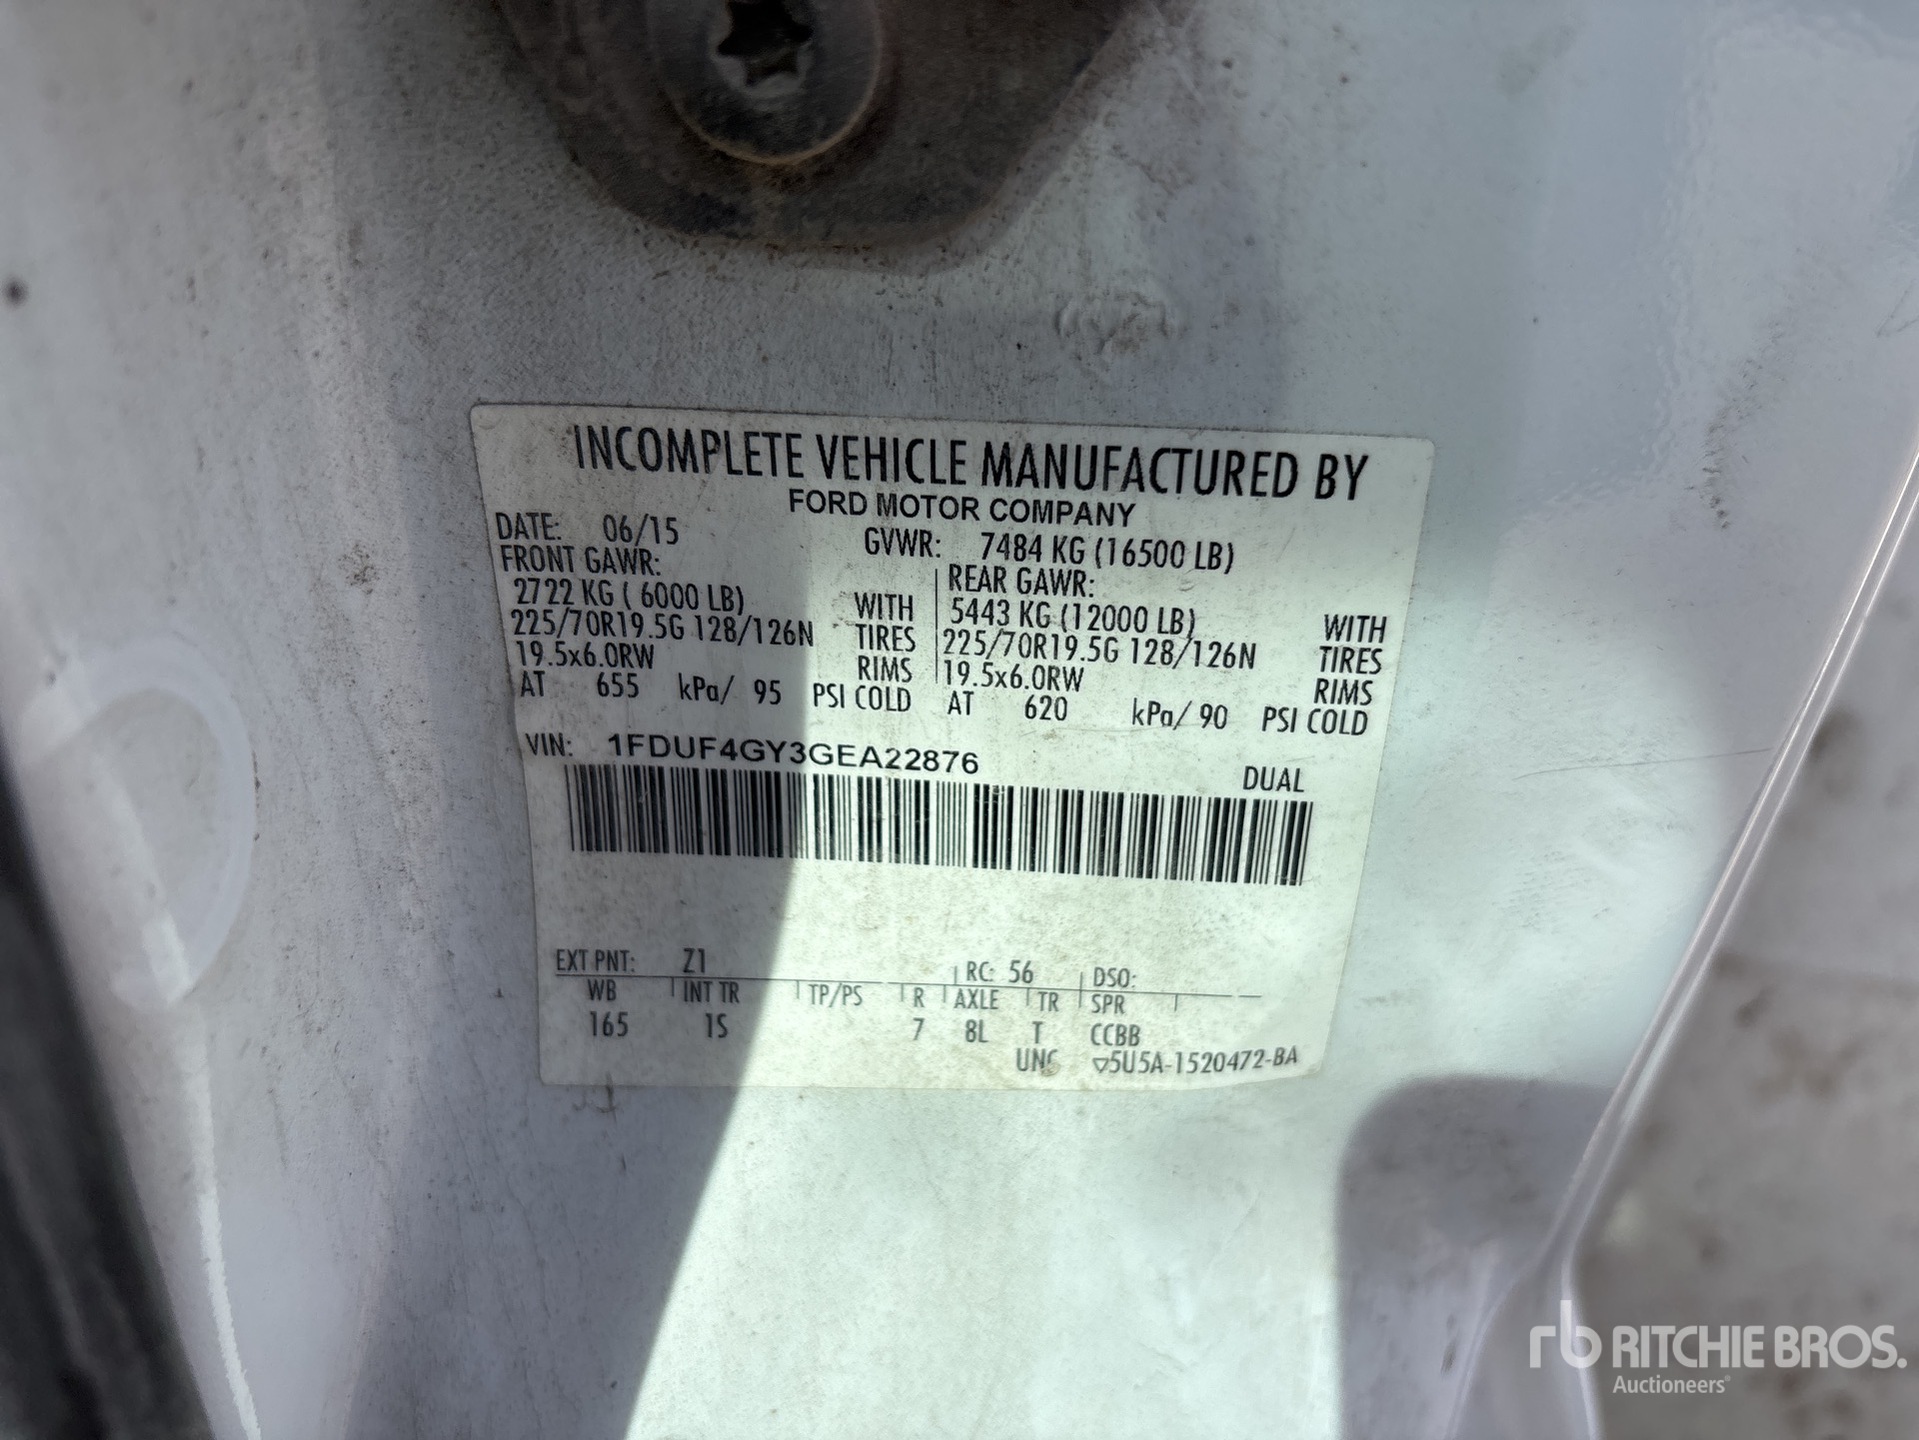 INCOMPLETE VEHICLE MANUFACTURED BY
FORD MOTOR COMPANY
DATE: 06/15 GVWR: 7484 KG (16500 LB)
FRONT GAWR: REAR GAWR:
2722 KG ( 6000 LB) WITH 5443 KG (12000 LB) WITH
225/70R19.5G 128/126N TIRES 225/70R19.5G 128/126N TIRES
19.5x6.0RW RIMS 19.5x6.0RW RIMS
AT 655 kPa/ 95 PSI COLD AT 620 kPa/ 90 PSI COLD
VIN: 1FDUF4GY3GEA22876
DUAL
EXT PNT: Z1 RC: 56 DSO:
WB INT TR TP/PS R AXLE TR SPR
165 1S 7 8L T CCBB
UNC ▽5U5A-1520472-BA
rb RITCHIE BROS.
Auctioneers®